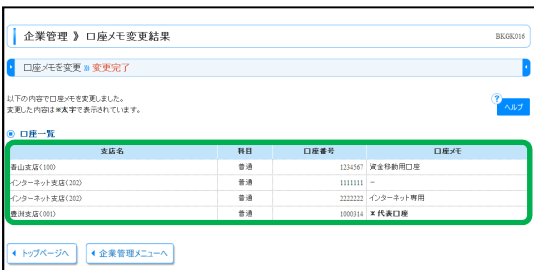 企業管理 》 口座メモ変更結果
BKGK016
口座メモを変更 » 変更完了
以下の内容で口座メモを変更しました。
変更した内容は※太字で表示されています。
? ヘルプ
口座一覧
支店名 科目 口座番号 口座メモ
青山支店(100) 普通 1234567 資金移動用口座
インターネット支店(202) 普通 1111111 -
インターネット支店(202) 普通 2222222 インターネット専用
豊洲支店(001) 普通 1000314 ※代表口座
トップページへ 企業管理メニューへ